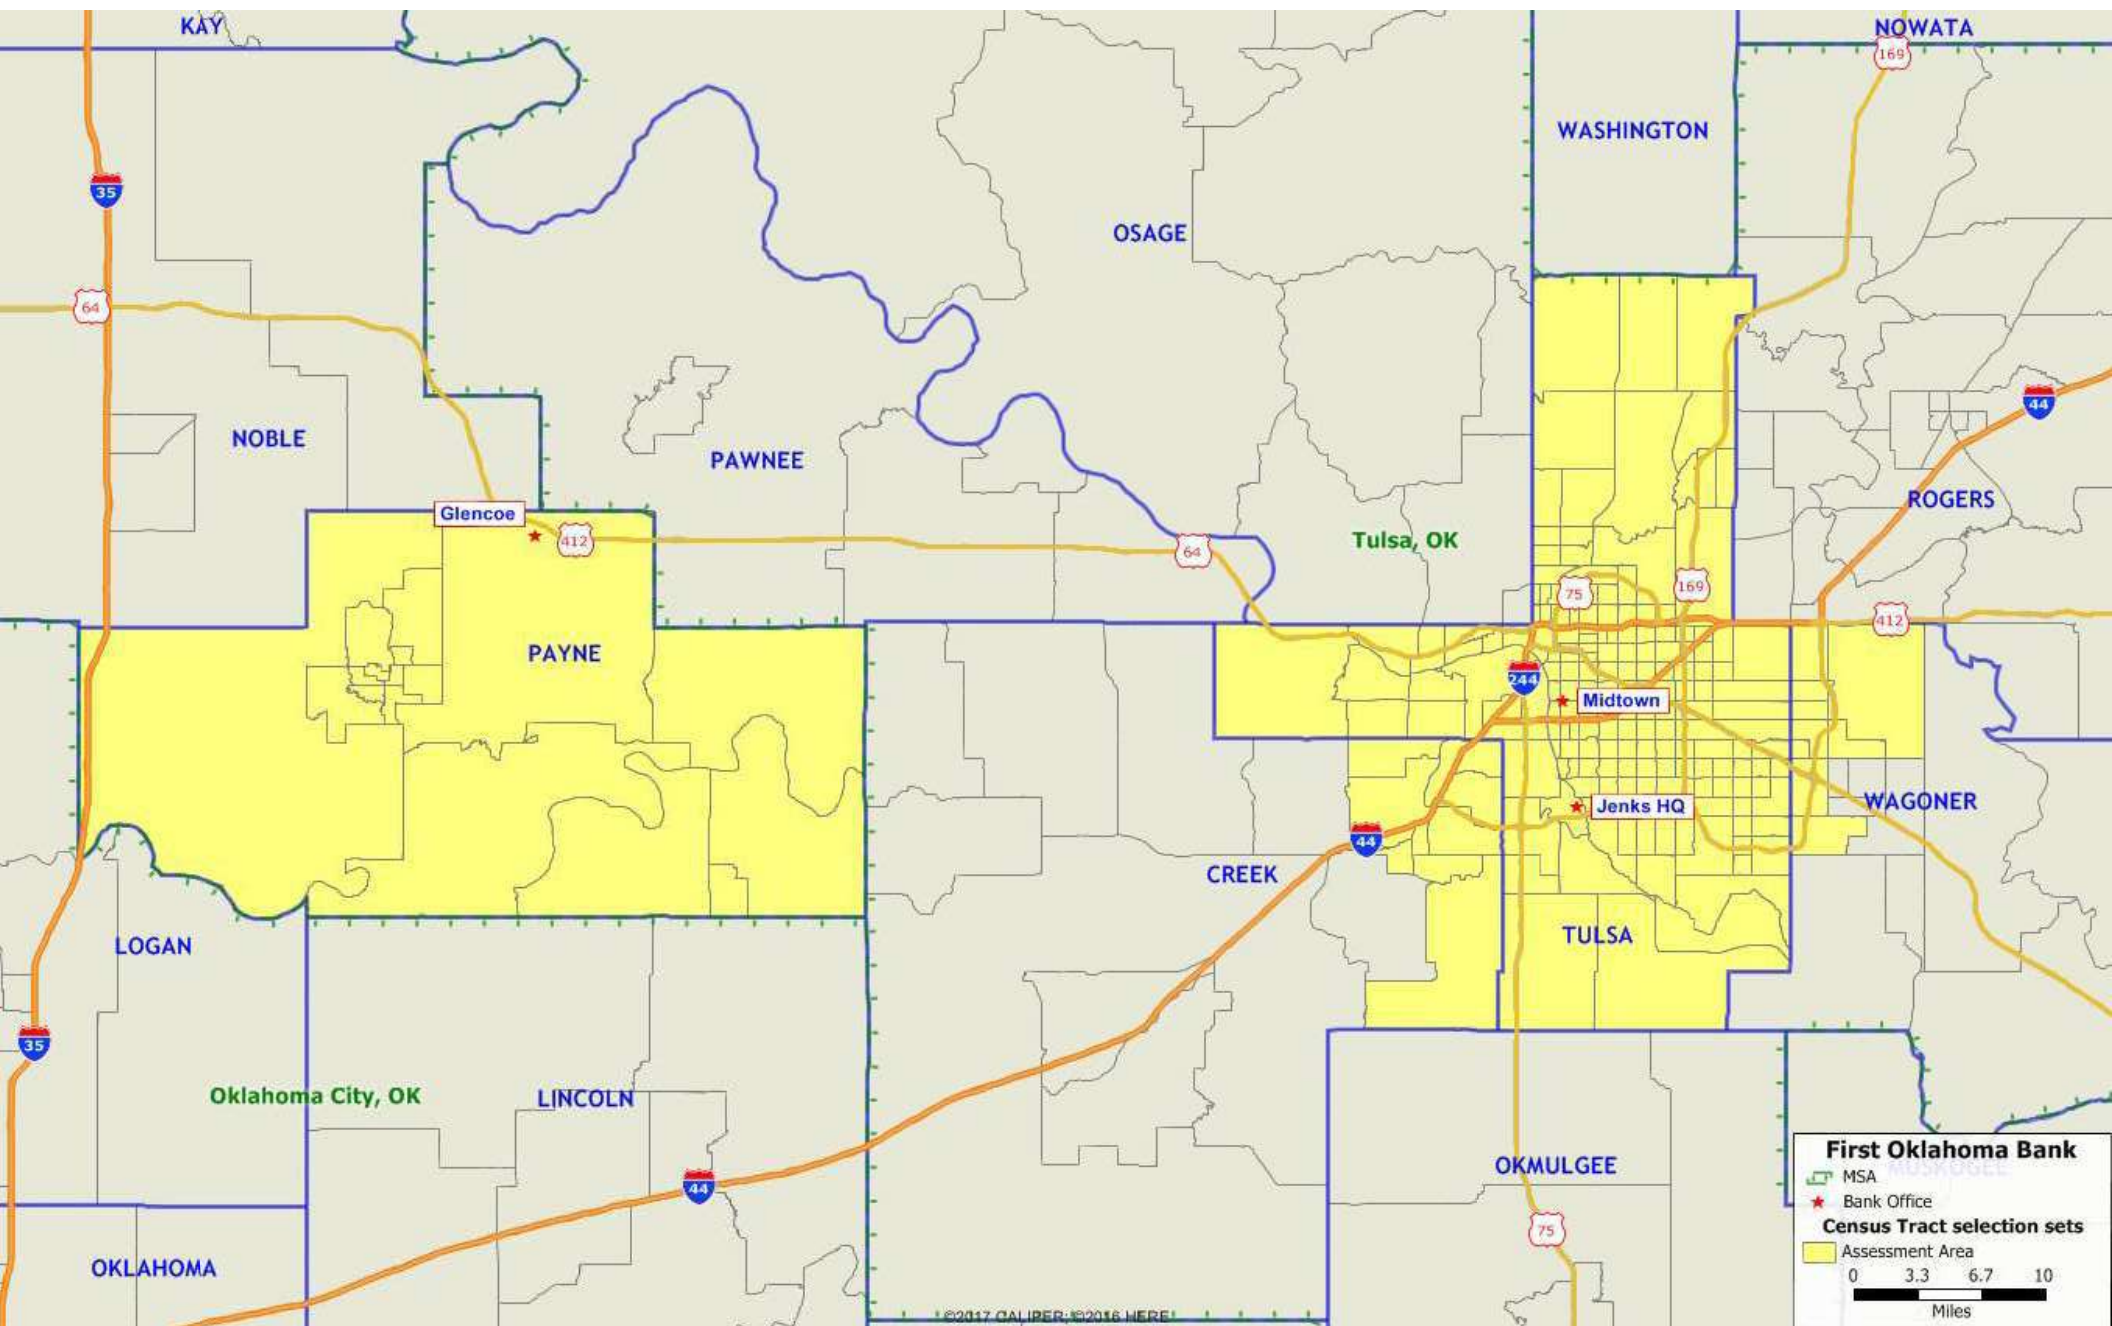 KAY
NOWATA
169
WASHINGTON
35
OSAGE
64
44
NOBLE
PAWNEE
ROGERS
Glencoe
412
64
Tulsa, OK
75
169
412
PAYNE
244
Midtown
Jenks HQ
WAGONER
44
CREEK
TULSA
LOGAN
35
Oklahoma City, OK
LINCOLN
OKMULGEE
44
75
OKLAHOMA
First Oklahoma Bank
MUSKOGEE
MSA
Bank Office
Census Tract selection sets
Assessment Area
0 3.3 6.7 10
Miles
©2017 CALIPER; ©2016 HERE